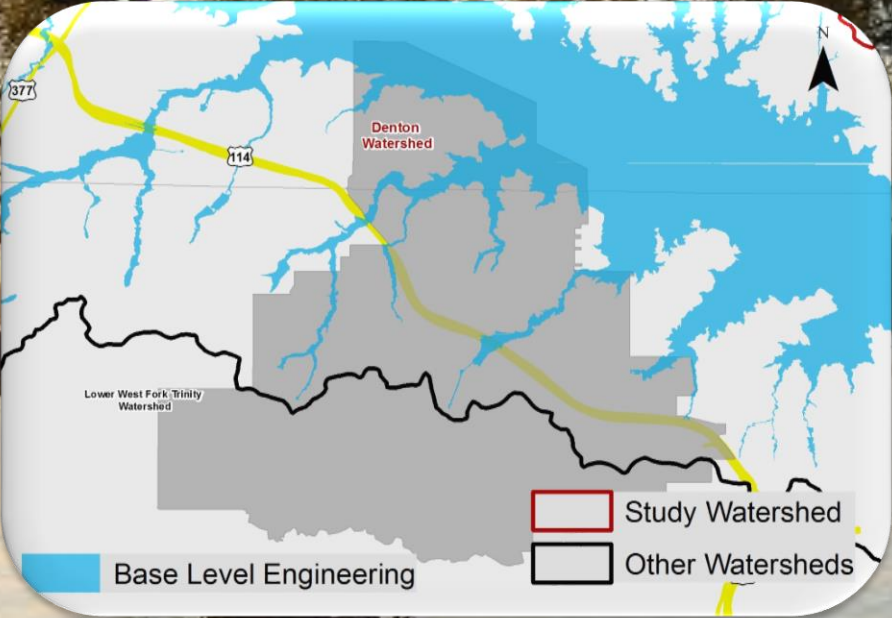 N
377
Denton
Watershed
114
Lower West Fork Trinity
Watershed
Study Watershed
Other Watersheds
Base Level Engineering